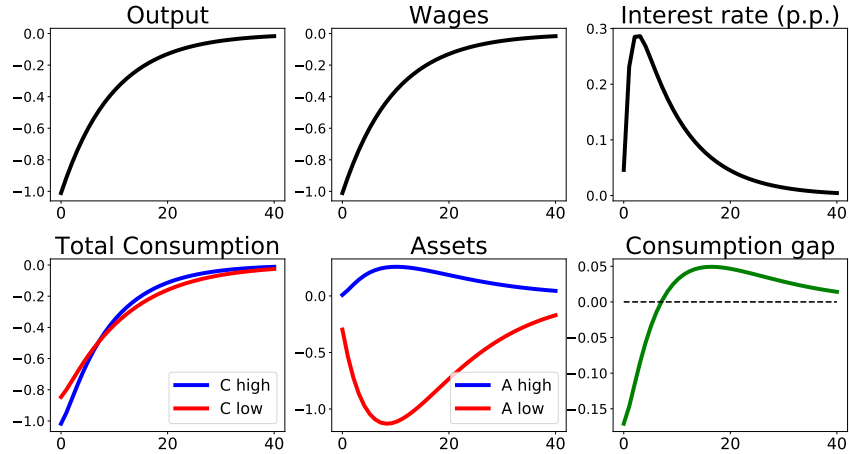 Output
0.0
−0.2
−0.4
−0.6
−0.8
−1.0
0 20 40
Wages
0.0
−0.2
−0.4
−0.6
−0.8
−1.0
0 20 40
Interest rate (p.p.)
0.3
0.2
0.1
0.0
0 20 40
Total Consumption
0.0
−0.2
−0.4
−0.6
−0.8
−1.0
C high
C low
0 20 40
Assets
0.0
−0.5
−1.0
A high
A low
0 20 40
Consumption gap
0.05
0.00
−0.05
−0.10
−0.15
0 20 40